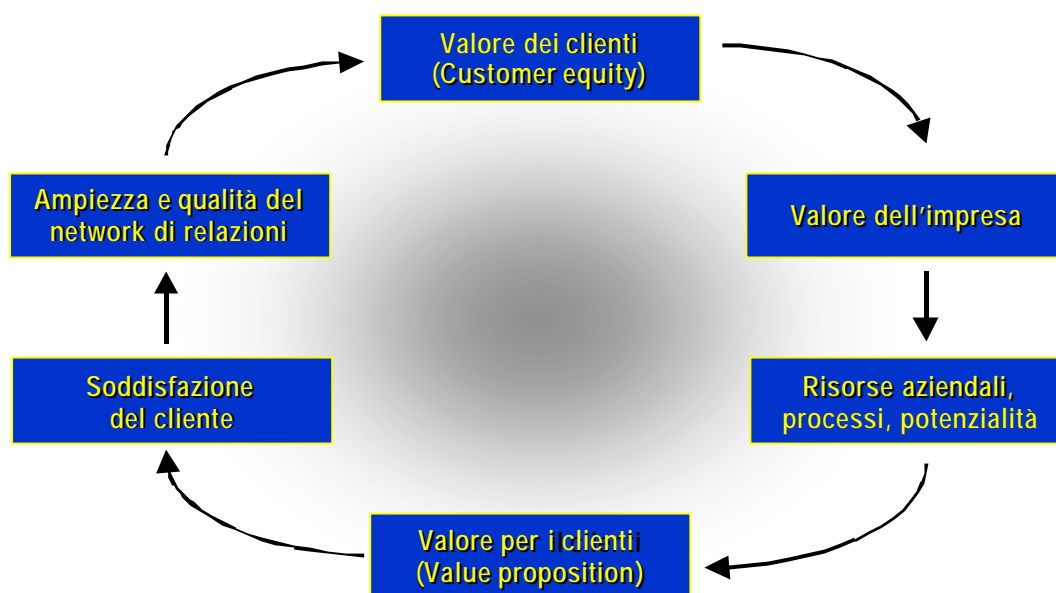 Valore dei clienti
(Customer equity)
Ampiezza e qualità del
network di relazioni
Valore dell'impresa
Soddisfazione
del cliente
Risorse aziendali,
processi, potenzialità
Valore per i clienti
(Value proposition)